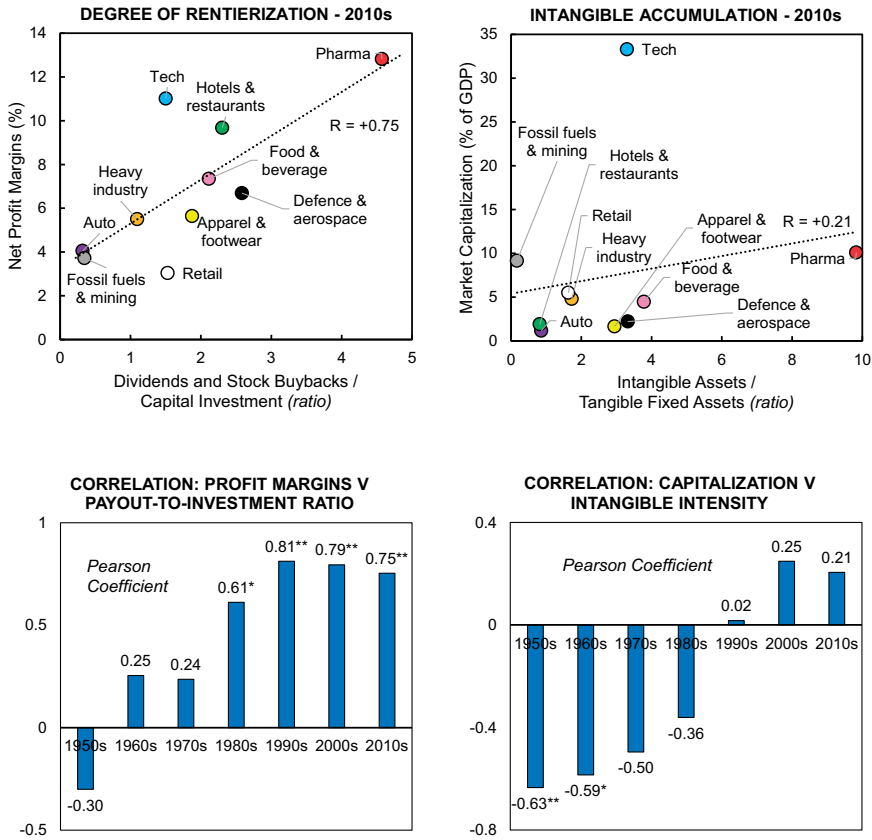 DEGREE OF RENTIERIZATION - 2010s
14
12
10
8
6
4
2
0
Net Profit Margins (%)
Pharma
Tech
Hotels &
restaurants
R = +0.75
Food &
beverage
Heavy
industry
Defence &
aerospace
Auto
Apparel &
footwear
Fossil fuels
& mining
Retail
0 1 2 3 4 5
Dividends and Stock Buybacks /
Capital Investment (ratio)
INTANGIBLE ACCUMULATION - 2010s
35
30
25
20
15
10
5
0
Market Capitalization (% of GDP)
Tech
Fossil fuels
& mining
Hotels &
restaurants
Retail
Heavy
industry
Apparel &
footwear
R = +0.21
Pharma
Food &
beverage
Defence &
aerospace
Auto
0 2 4 6 8 10
Intangible Assets /
Tangible Fixed Assets (ratio)
CORRELATION: PROFIT MARGINS V
PAYOUT-TO-INVESTMENT RATIO
1
0.5
0
-0.5
Pearson
Coefficient
-0.30
0.25
0.24
0.61*
0.81**
0.79**
0.75**
1950s 1960s 1970s 1980s 1990s 2000s 2010s
CORRELATION: CAPITALIZATION V
INTANGIBLE INTENSITY
0.4
0
-0.4
-0.8
Pearson Coefficient
-0.63**
-0.59*
-0.50
-0.36
0.02
0.25
0.21
1950s 1960s 1970s 1980s 1990s 2000s 2010s